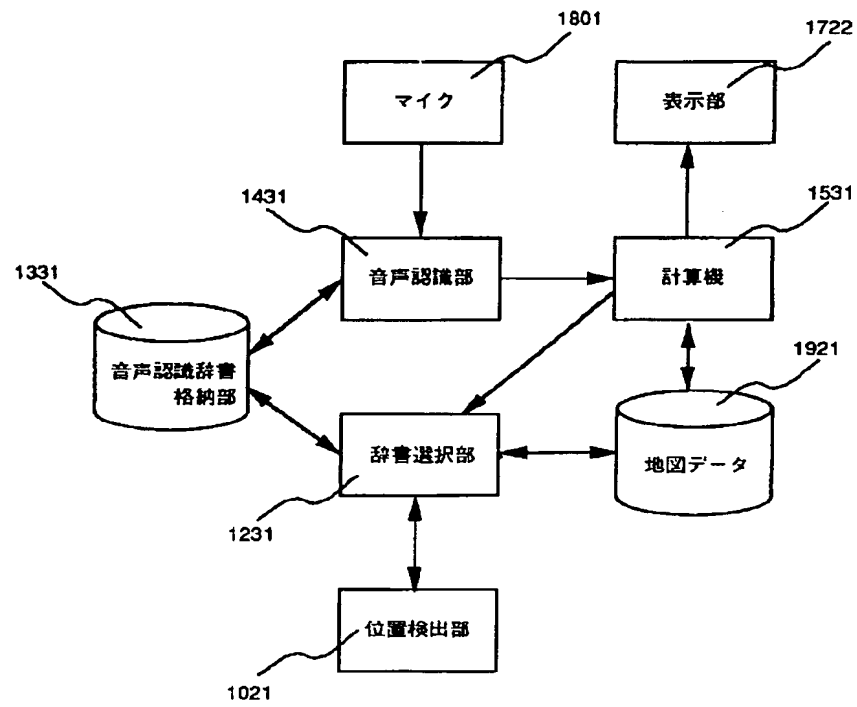 1801
マイク
1722
表示部
1431
音声認識部
1531
計算機
1331
音声認識辞書
格納部
1921
地図データ
辞書選択部
1231
位置検出部
1021